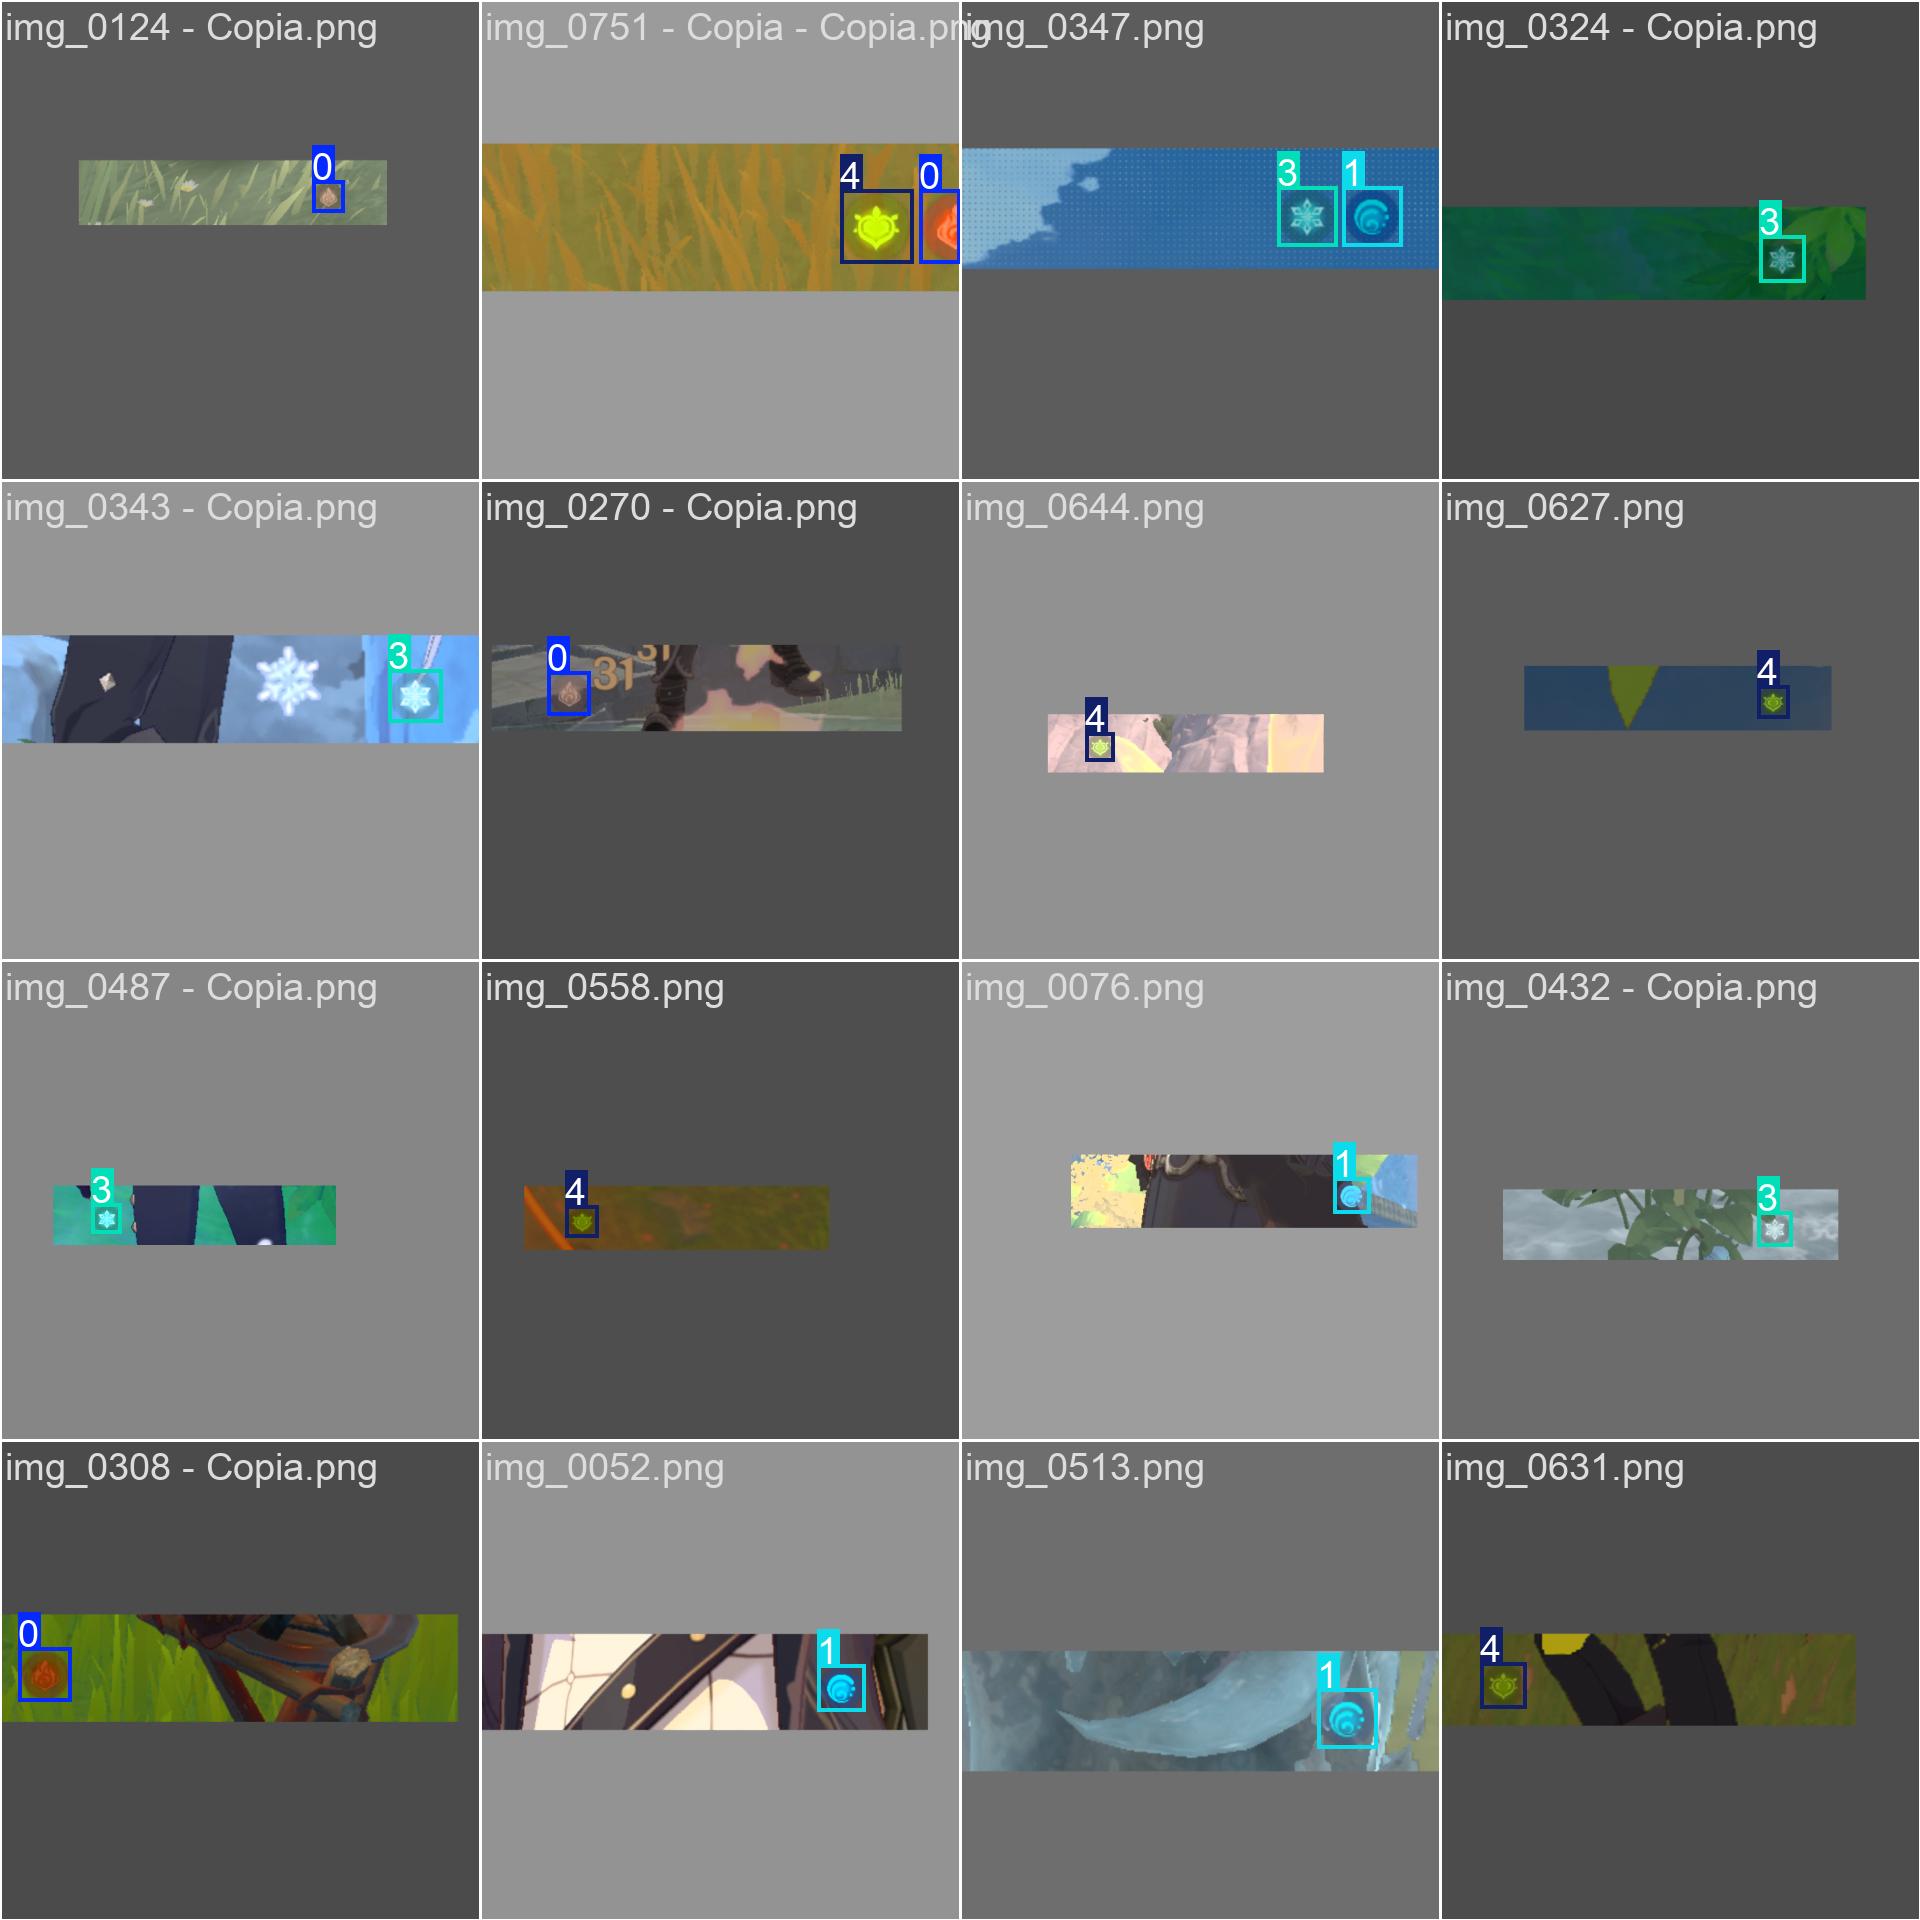 img_0124 - Copia.png
img_0751 - Copia - Copia.png
img_0347.png
img_0324 - Copia.png
0
4
0
3
1
3
img_0343 - Copia.png
img_0270 - Copia.png
img_0644.png
img_0627.png
3
0
31
31
4
4
img_0487 - Copia.png
img_0558.png
img_0076.png
img_0432 - Copia.png
3
4
1
3
img_0308 - Copia.png
img_0052.png
img_0513.png
img_0631.png
0
1
1
4